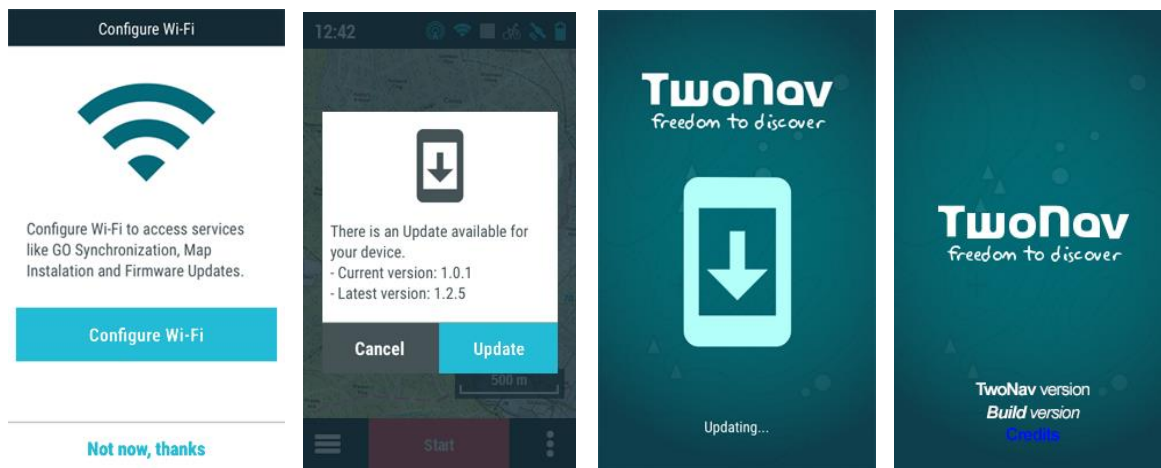 Configure Wi-Fi
Configure Wi-Fi to access services
like GO Synchronization, Map
Instalation and Firmware Updates.
Configure Wi-Fi
Not now, thanks
12:42
There is an Update available for
your device.
- Current version: 1.0.1
- Latest version: 1.2.5
Cancel
Update
500 m
Start
TwoNav
freedom to discover
Updating...
TwoNav
freedom to discover
TwoNav version
Build version
Credits